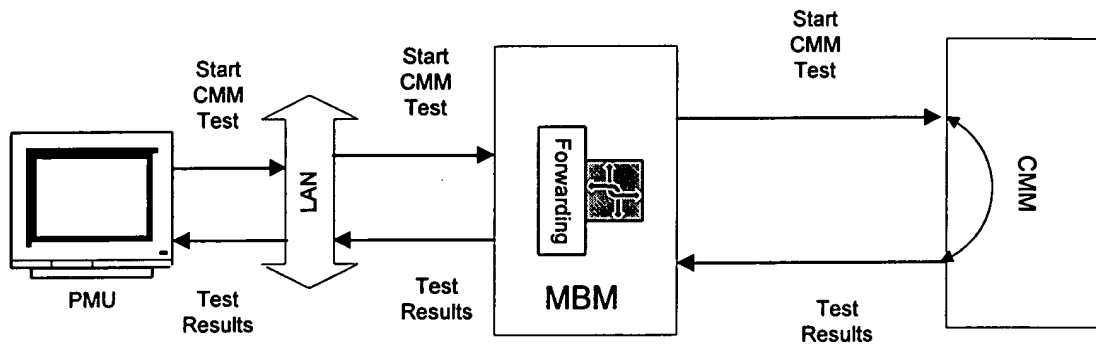 Start
CMM
Test
Start
CMM
Test
Start
CMM
Test
LAN
Forwarding
CMM
PMU
Test
Results
Test
Results
MBM
Test
Results